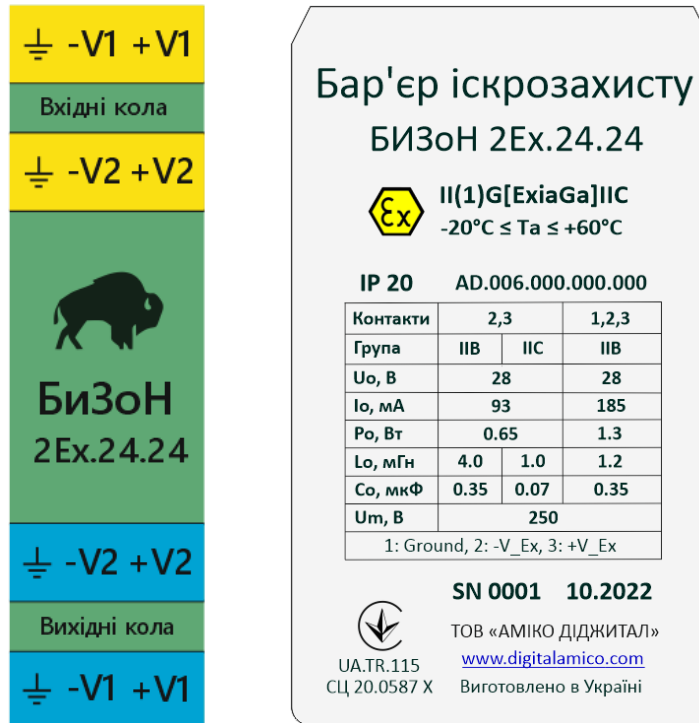 ⏚ -V1 +V1
Вхідні кола
⏚ -V2 +V2
БиЗоН
2Ex.24.24
⏚ -V2 +V2
Вихідні кола
⏚ -V1 +V1
Бар'єр іскрозахисту
БИЗоН 2Ex.24.24
Ex
II(1)G[ExiaGa]IIC
-20°C ≤ Ta ≤ +60°C
IP 20 AD.006.000.000.000
Контакти 2,3 1,2,3
Група IIB IIC IIB
Uo, В 28 28
Io, мА 93 185
Po, Вт 0.65 1.3
Lo, мГн 4.0 1.0 1.2
Co, мкФ 0.35 0.07 0.35
Um, В 250
1: Ground, 2: -V_Ex, 3: +V_Ex
SN 0001 10.2022
UA.TR.115
СЦ 20.0587 X
ТОВ «АМІКО ДІДЖИТАЛ»
www.digitalamico.com
Виготовлено в Україні